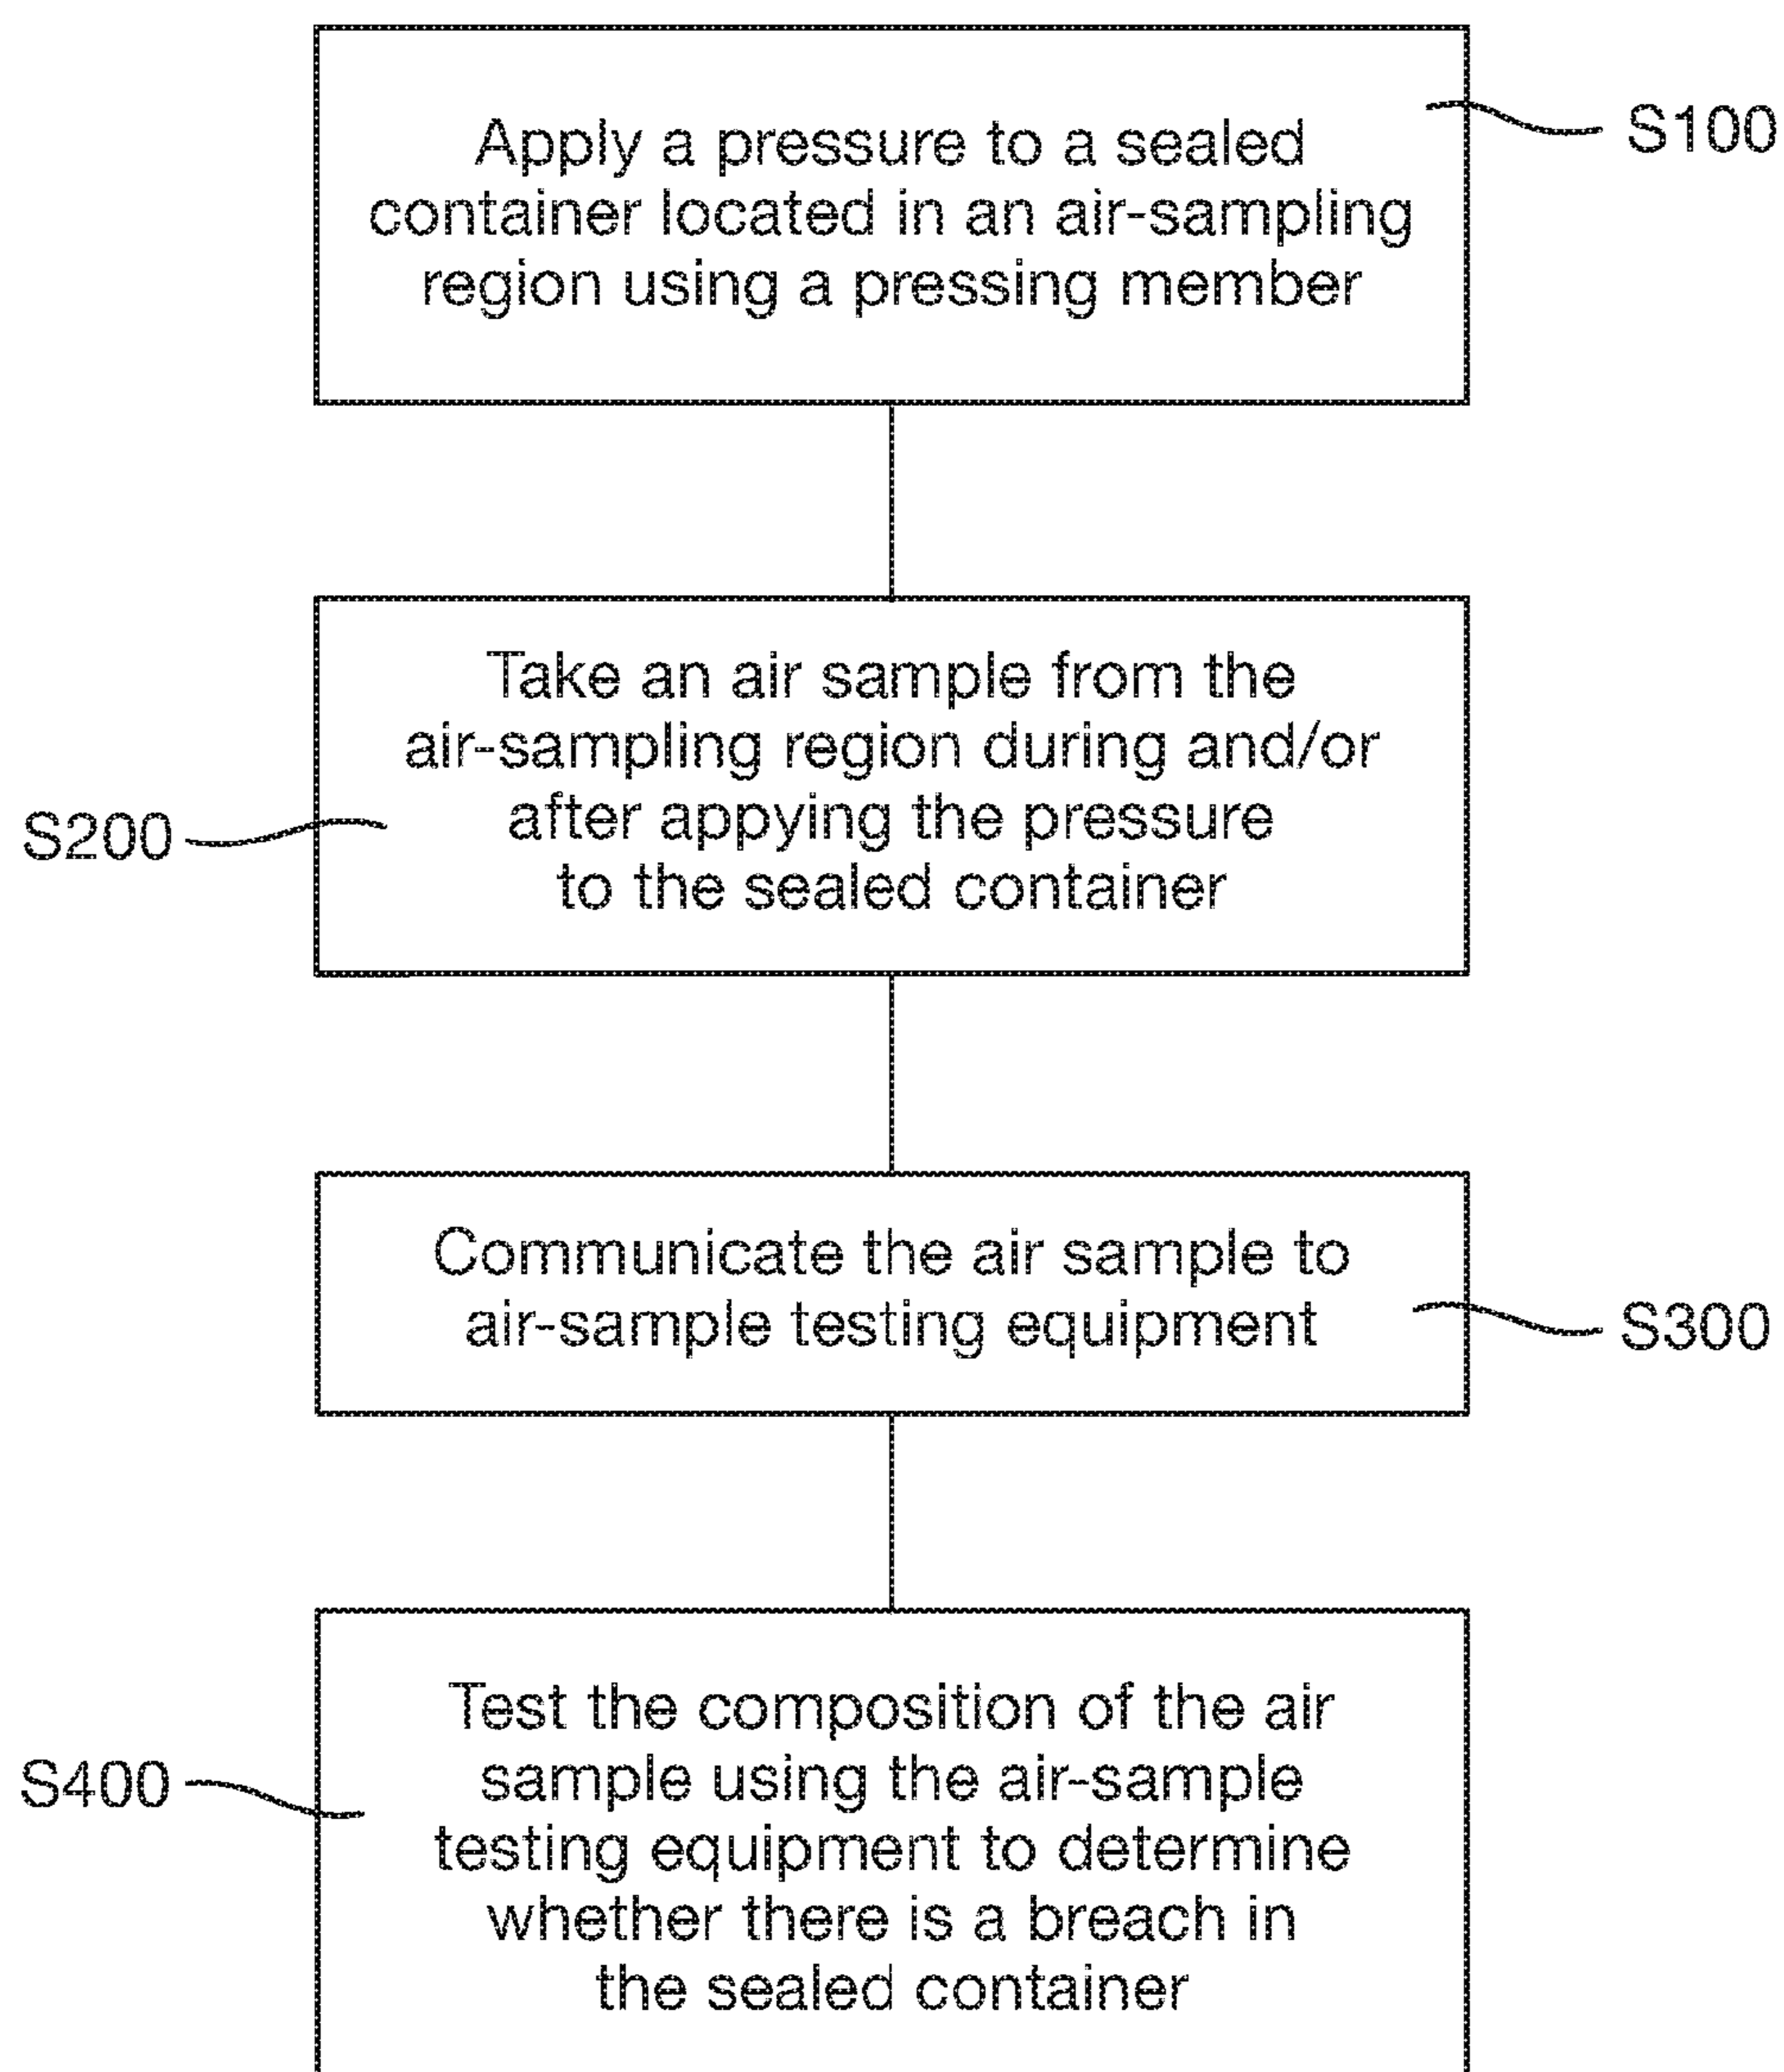 Apply a pressure to a sealed
container located in an air-sampling
region using a pressing member
S100
Take an air sample from the
air-sampling region during and/or
after appying the pressure
to the sealed container
S200
Communicate the air sample to
air-sample testing equipment
S300
Test the composition of the air
sample using the air-sample
testing equipment to determine
whether there is a breach in
the sealed container
S400